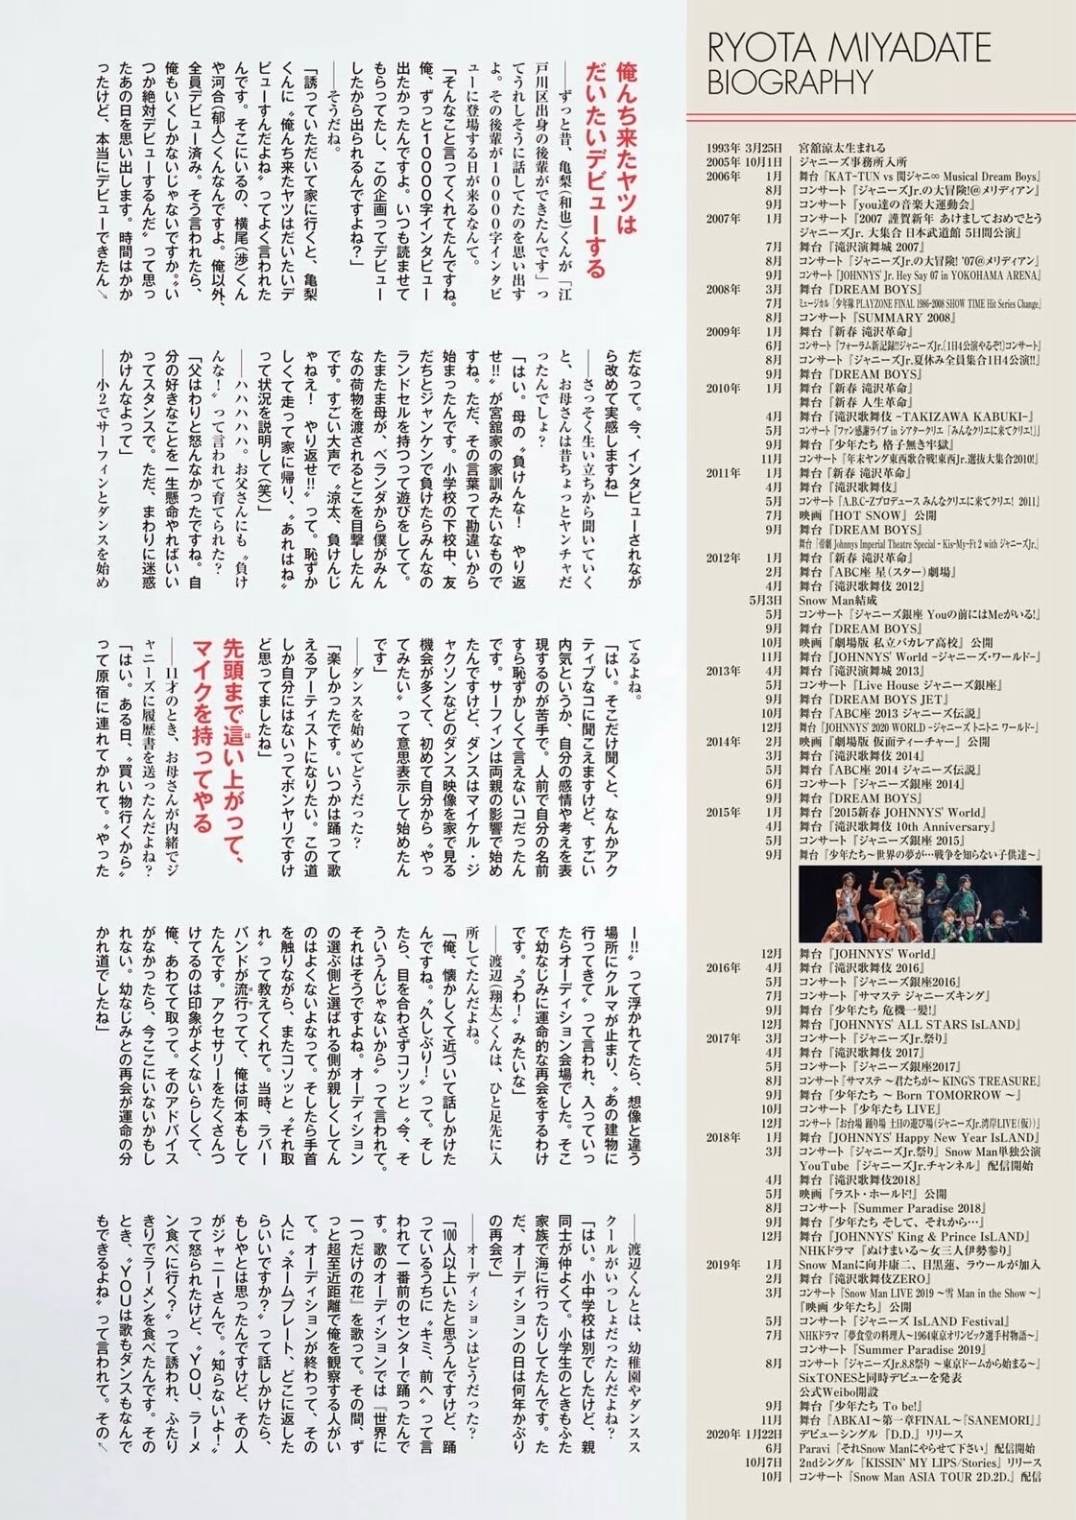 RYOTA MIYADATE
BIOGRAPHY
1993年 3月25日 宮舘涼太生まれる
2005年 10月1日 ジャニーズ事務所入所
2006年 1月 舞台『KAT-TUN vs 関ジャニ∞ Musical Dream Boys』
8月 コンサート『ジャニーズJr.の大冒険!@メリディアン』
9月 コンサート『you達の音楽大運動会』
2007年 1月 コンサート『2007 謹賀新年 あけましておめでとう
ジャニーズJr. 大集合 日本武道館 5日間公演』
7月 舞台『滝沢演舞城 2007』
8月 コンサート『ジャニーズJr.の大冒険! '07@メリディアン』
9月 コンサート『JOHNNYS' Jr. Hey Say 07 in YOKOHAMA ARENA』
2008年 3月 舞台『DREAM BOYS』
7月 ミュージカル『少年隊 PLAYZONE FINAL 1986-2008 SHOW TIME Hit Series Change』
8月 コンサート『SUMMARY 2008』
2009年 1月 舞台『新春 滝沢革命』
6月 コンサート『フォーラム新記録!!ジャニーズJr.「1日4公演やるぞ!」コンサート』
8月 コンサート『ジャニーズJr.夏休み全員集合1日4公演!!』
9月 舞台『DREAM BOYS』
2010年 1月 舞台『新春 滝沢革命』
舞台『新春 人生革命』
4月 舞台『滝沢歌舞伎 -TAKIZAWA KABUKI-』
5月 コンサート『ファン感謝ライブ in シアタークリエ「みんなクリエに来てクリエ!」』
9月 舞台『少年たち 格子無き牢獄』
11月 コンサート『年末ヤング東西歌合戦!東西Jr.選抜大集合2010!』
2011年 1月 舞台『新春 滝沢革命』
4月 舞台『滝沢歌舞伎』
5月 コンサート『A.B.C-Zプロデュース みんなクリエに来てクリエ! 2011』
7月 映画『HOT SNOW』公開
9月 舞台『DREAM BOYS』
舞台『帝劇 Johnnys Imperial Theatre Special - Kis-My-Ft 2 with ジャニーズJr.』
2012年 1月 舞台『新春 滝沢革命』
2月 舞台『ABC座 星(スター)劇場』
4月 舞台『滝沢歌舞伎 2012』
5月3日 Snow Man結成
5月 コンサート『ジャニーズ銀座 Youの前にはMeがいる!』
9月 舞台『DREAM BOYS』
10月 映画『劇場版 私立バカレア高校』公開
11月 舞台『JOHNNYS' World -ジャニーズ・ワールド-』
2013年 4月 舞台『滝沢演舞城 2013』
5月 コンサート『Live House ジャニーズ銀座』
9月 舞台『DREAM BOYS JET』
10月 舞台『ABC座 2013 ジャニーズ伝説』
12月 舞台『JOHNNYS' 2020 WORLD -ジャニーズ トニトニ ワールド-』
2014年 2月 映画『劇場版 仮面ティーチャー』公開
3月 舞台『滝沢歌舞伎 2014』
5月 舞台『ABC座 2014 ジャニーズ伝説』
6月 コンサート『ジャニーズ銀座 2014』
9月 舞台『DREAM BOYS』
2015年 1月 舞台『2015新春 JOHNNYS' World』
4月 舞台『滝沢歌舞伎 10th Anniversary』
5月 コンサート『ジャニーズ銀座 2015』
9月 舞台『少年たち～世界の夢が…戦争を知らない子供達～』
12月 舞台『JOHNNYS' World』
2016年 4月 舞台『滝沢歌舞伎 2016』
5月 コンサート『ジャニーズ銀座2016』
7月 コンサート『サマステ ジャニーズキング』
9月 舞台『少年たち 危機一髪!』
12月 舞台『JOHNNYS' ALL STARS IsLAND』
2017年 3月 コンサート『ジャニーズJr.祭り』
4月 舞台『滝沢歌舞伎 2017』
5月 コンサート『ジャニーズ銀座2017』
8月 コンサート『サマステ ～君たちが～ KING'S TREASURE』
9月 舞台『少年たち ～ Born TOMORROW ～』
10月 コンサート『少年たち LIVE』
12月 コンサート『お台場 踊り場 土日の遊び場(ジャニーズJr.湾岸LIVE(仮))』
2018年 1月 舞台『JOHNNYS' Happy New Year IsLAND』
3月 コンサート『ジャニーズJr.祭り』Snow Man単独公演
YouTube『ジャニーズJr.チャンネル』配信開始
4月 舞台『滝沢歌舞伎2018』
5月 映画『ラスト・ホールド!』公開
8月 コンサート『Summer Paradise 2018』
9月 舞台『少年たち そして、それから…』
12月 舞台『JOHNNYS' King & Prince IsLAND』
NHKドラマ『ぬけまいる～女三人伊勢参り』
2019年 1月 Snow Manに向井康二、目黒蓮、ラウールが加入
2月 舞台『滝沢歌舞伎ZERO』
3月 コンサート『Snow Man LIVE 2019 ～雪 Man in the Show ～』
『映画 少年たち』公開
5月 コンサート『ジャニーズ IsLAND Festival』
7月 NHKドラマ『夢食堂の料理人～1964東京オリンピック選手村物語～』
コンサート『Summer Paradise 2019』
8月 コンサート『ジャニーズJr.8.8祭り ～東京ドームから始まる～』
SixTONESと同時デビューを発表
公式Weibo開設
9月 舞台『少年たち To be!』
11月 舞台『ABKAI～第一章FINAL～『SANEMORI』』
2020年 1月22日 デビューシングル『D.D.』リリース
6月 Paravi『それSnow Manにやらせて下さい』配信開始
10月7日 2ndシングル『KISSIN' MY LIPS/Stories』リリース
10月 コンサート『Snow Man ASIA TOUR 2D.2D.』配信
俺んち来たヤツは
だいたいデビューする
──ずっと昔、亀梨(和也)くんが「江
戸川区出身の後輩ができたんです」っ
てうれしそうに話してたのを思い出す
よ。その後輩が10000字インタビ
ューに登場する日が来るなんて。
「そんなこと言ってくれてたんですね。
俺、ずっと10000字インタビュー
出たかったんですよ。いつも読ませて
もらってたし、この企画ってデビュー
したから出られるんですよね?」
──そうだね。
「誘っていただいて家に行くと、亀梨
くんに〝俺んち来たヤツはだいたいデ
ビューすんだよね〟ってよく言われた
んです。そこにいるの、横尾(渉)くん
や河合(郁人)くんなんですよ。俺以外、
全員デビュー済み。そう言われたら、
俺もいくしかないじゃないですか。〝い
つか絶対デビューするんだ〟って思っ
たあの日を思い出します。時間はかか
ったけど、本当にデビューできたん↘
だなって。今、インタビューされなが
ら改めて実感しますね」
──さっそく生い立ちから聞いていく
と、お母さんは昔ちょっとヤンチャだ
ったんでしょ?
「はい。母の〝負けんな! やり返
せ!!〟が宮舘家の家訓みたいなもので
すね。ただ、その言葉って勘違いから
始まったんです。小学校の下校中、友
だちとジャンケンで負けたらみんなの
ランドセルを持つって遊びをしてて。
たまたま母が、ベランダから僕がみん
なの荷物を持たされるとこを目撃したん
です。すごい大声で〝涼太、負けんじ
ゃねえ! やり返せ!!〟って。恥ずか
しくて走って家に帰り、〝あれはね〟
って状況を説明して(笑)」
──ハハハハハ。お父さんにも〝負け
んな!〟って言われて育てられた?
「父はわりと怒んなかったですね。自
分の好きなことを一生懸命やればいい
ってスタンスで。ただ、まわりに迷惑
かけんなよって」
──小2でサーフィンとダンスを始め
てるよね。
「はい。そこだけ聞くと、なんかアク
ティブなコに聞こえますけど、すごい
内気というか、自分の感情や考えを表
現するのが苦手で。人前で自分の名前
すら恥ずかしくて言えないコだったん
です。サーフィンは両親の影響で始め
たんですけど、ダンスはマイケル・ジ
ャクソンなどのダンス映像を家で見る
機会が多くて、初めて自分から〝やっ
てみたい〟って意思表示して始めたん
です」
──ダンスを始めてどうだった?
「楽しかったです。いつかは踊って歌
えるアーティストになりたい。この道
しか自分にはないってボンヤリですけ
ど思ってましたね」
先頭まで這い上がって、
マイクを持ってやる
──11才のとき、お母さんが内緒でジ
ャニーズに履歴書を送ったんだよね?
「はい。ある日、〝買い物行くから〟
って原宿に連れてかれて。〝やった
ー!!〟って浮かれてたら、想像と違う
場所にクルマが止まり、〝あの建物に
行ってきて〟って言われ、入っていっ
たらオーディション会場でした。そこ
で幼なじみに運命的な再会をするわけ
です。〝うわー!〟みたいな」
──渡辺(翔太)くんは、ひと足先に入
所してたんだよね。
「俺、懐かしくて近づいて話しかけた
んですね。〝久しぶり!〟って。そし
たら、目を合わさずコソッと〝今、そ
ういうんじゃないから〟って言われて。
それはそうですよね。オーディション
の選ぶ側と選ばれる側が親しくしてん
のはよくないよなって。そしたら手首
を触りながら、またコソッと〝それ取
れ〟って教えてくれて。当時、ラバー
バンドが流行ってて、俺は何本もして
たんです。アクセサリーをたくさんつ
けてるのは印象がよくないらしくて、
俺、あわてて取って。そのアドバイス
がなかったら、今ここにいないかもし
れない。幼なじみとの再会が運命の分
かれ道でしたね」
──渡辺くんとは、幼稚園やダンスス
クールがいっしょだったんだよね?
「はい。小中学校は別でしたけど、親
同士が仲よくて。小学生のときもふた
家族で海に行ったりしてたんです。た
だ、オーディションの日は何年かぶり
の再会で」
──オーディションはどうだった?
「100人以上いたと思うんですけど、踊
っているうちに〝キミ、前へ〟って言
われて一番前のセンターで踊ったんで
す。歌のオーディションでは『世界に
一つだけの花』を歌って。その間、ず
っと超至近距離で俺を観察する人がい
て。オーディションが終わって、その
人に〝ネームプレート、どこに返した
らいいですか?〟って話しかけたら、
もしやとは思ったんですけど、その人
がジャニーさんで。〝知らないよ!〟
って怒られたけど、〝YOU、ラーメ
ン食べに行く?〟って誘われ、ふたり
きりでラーメンを食べたんです。その
とき、〝YOUは歌もダンスもなんで
もできるよね〟って言われて。その↖